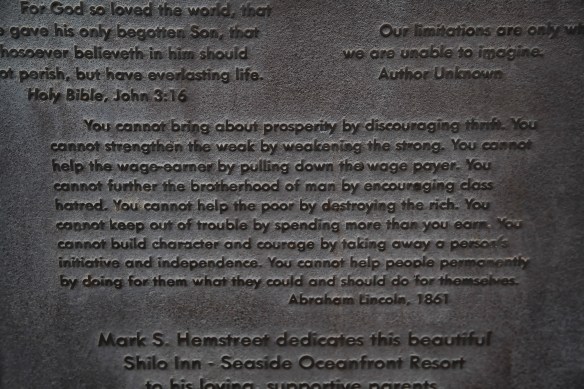 For God so loved the world, that
gave his only begotten Son, that
Whosoever believeth in him should
not perish, but have everlasting life.
Holy Bible, John 3:16
Our limitations are only
we are unable to imagine.
Author Unknown
You cannot bring about prosperity by discouraging thrift. You
cannot strengthen the weak by weakening the strong. You cannot
help the wage-earner by pulling down the wage payer. You
cannot further the brotherhood of man by encouraging class
hatred. You cannot help the poor by destroying the rich. You
cannot keep out of trouble by spending more than you earn. You
cannot build character and courage by taking away a person's
initiative and independence. You cannot help people permanently
by doing for them what they could and should do for themselves.
Abraham Lincoln, 1861
Mark S. Hemstreet dedicates this beautiful
Shilo Inn - Seaside Oceanfront Resort
to his loving, supportive parents